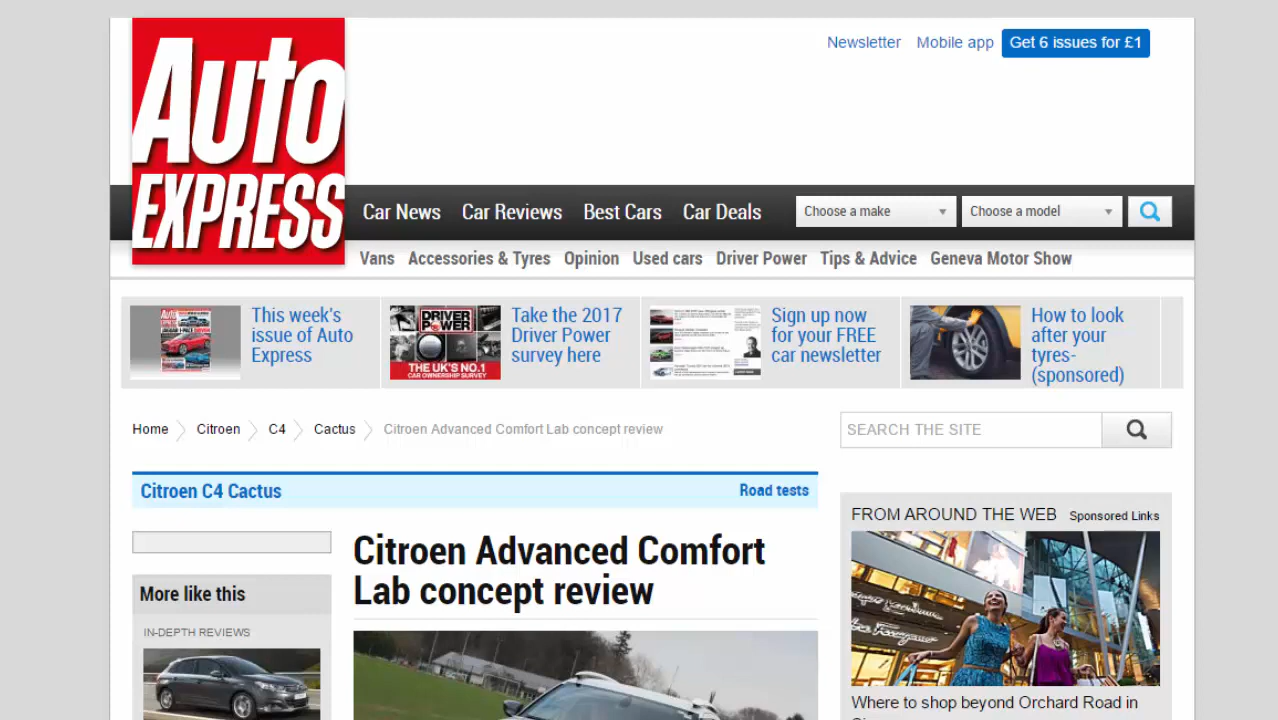 Newsletter Mobile app Get 6 issues for £1
Auto
EXPRESS
Car News Car Reviews Best Cars Car Deals Choose a make Choose a model
Vans Accessories & Tyres Opinion Used cars Driver Power Tips & Advice Geneva Motor Show
This week's
issue of Auto
Express
DRIVER
POWER
THE UK'S NO.1
CAR OWNERSHIP SURVEY
Take the 2017
Driver Power
survey here
Sign up now
for your FREE
car newsletter
How to look
after your
tyres-
(sponsored)
Home Citroen C4 Cactus Citroen Advanced Comfort Lab concept review
SEARCH THE SITE
Citroen C4 Cactus Road tests
FROM AROUND THE WEB Sponsored Links
Citroen Advanced Comfort
Lab concept review
More like this
IN-DEPTH REVIEWS
Where to shop beyond Orchard Road in